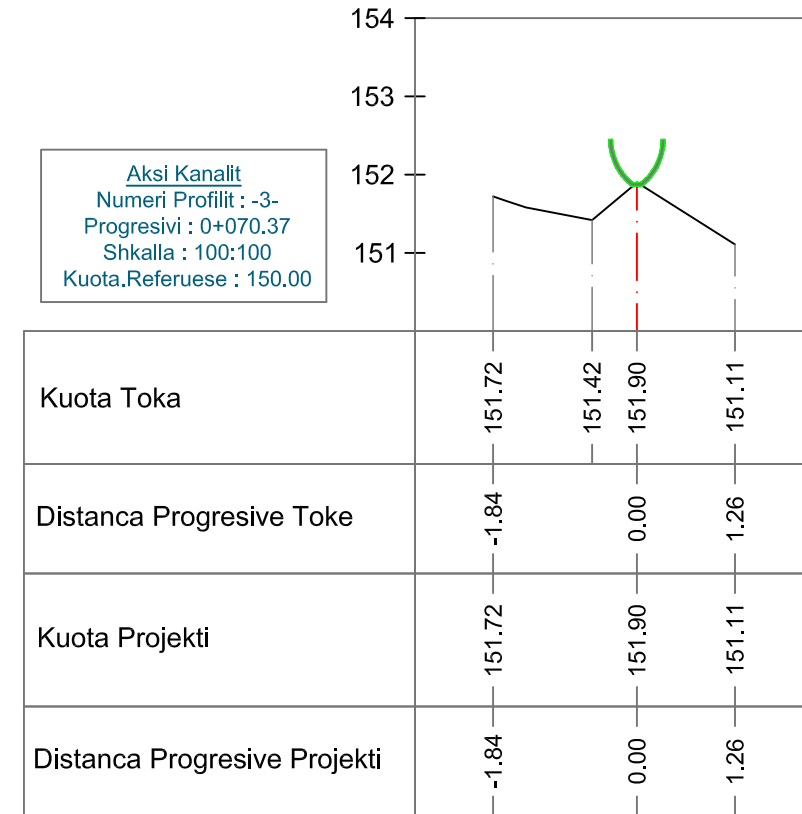 154
153
152
151
Aksi Kanalit
Numeri Profilit : -3-
Progresivi : 0+070.37
Shkalla : 100:100
Kuota.Referuese : 150.00
Kuota Toka
151.72
151.42
151.90
151.11
Distanca Progresive Toke
-1.84
0.00
1.26
Kuota Projekti
151.72
151.90
151.11
Distanca Progresive Projekti
-1.84
0.00
1.26